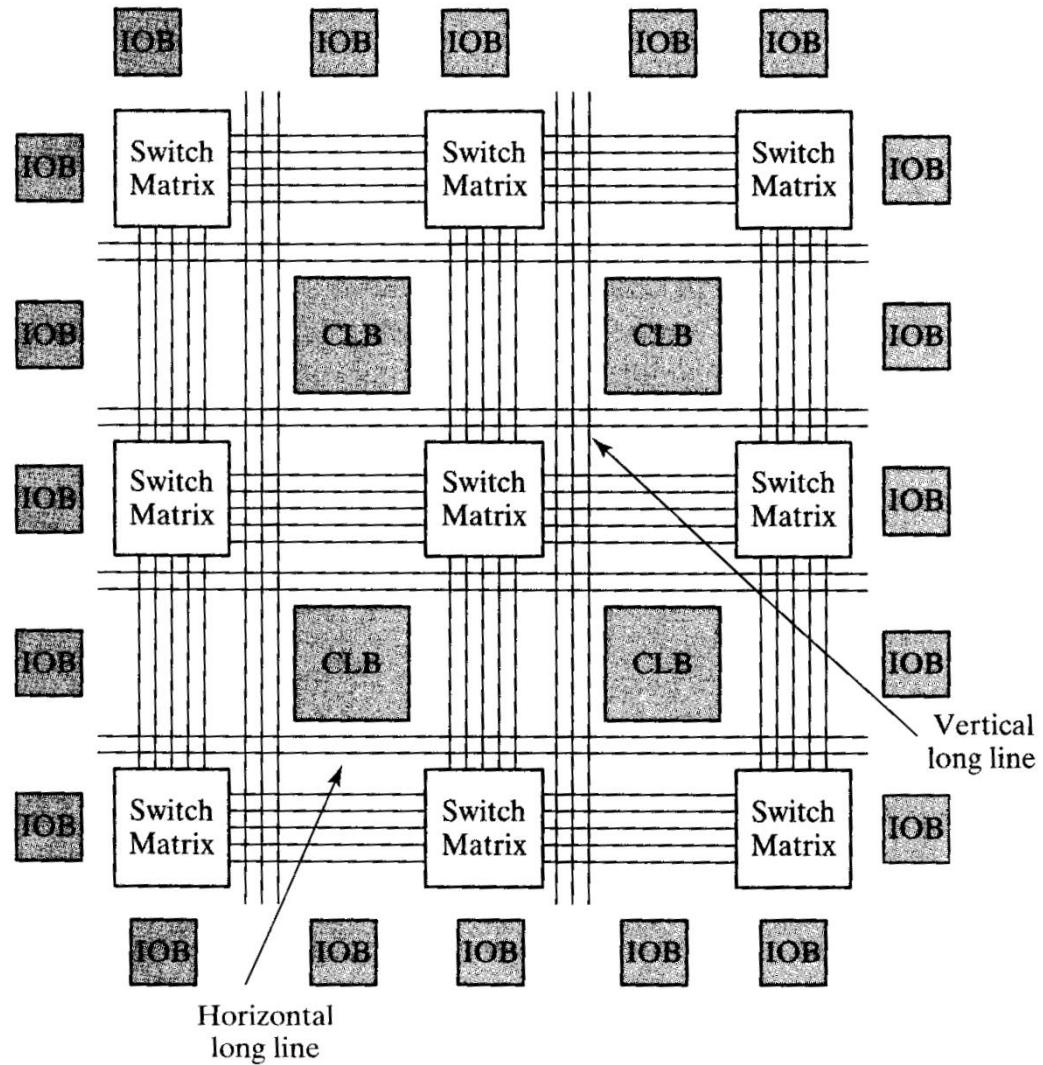 IOB IOB IOB IOB IOB
IOB
Switch
Matrix
Switch
Matrix
Switch
Matrix
IOB
IOB
CLB
CLB
IOB
IOB
Switch
Matrix
Switch
Matrix
Switch
Matrix
IOB
IOB
CLB
CLB
IOB
Vertical
long line
IOB
Switch
Matrix
Switch
Matrix
Switch
Matrix
IOB
IOB IOB IOB IOB IOB
Horizontal
long line